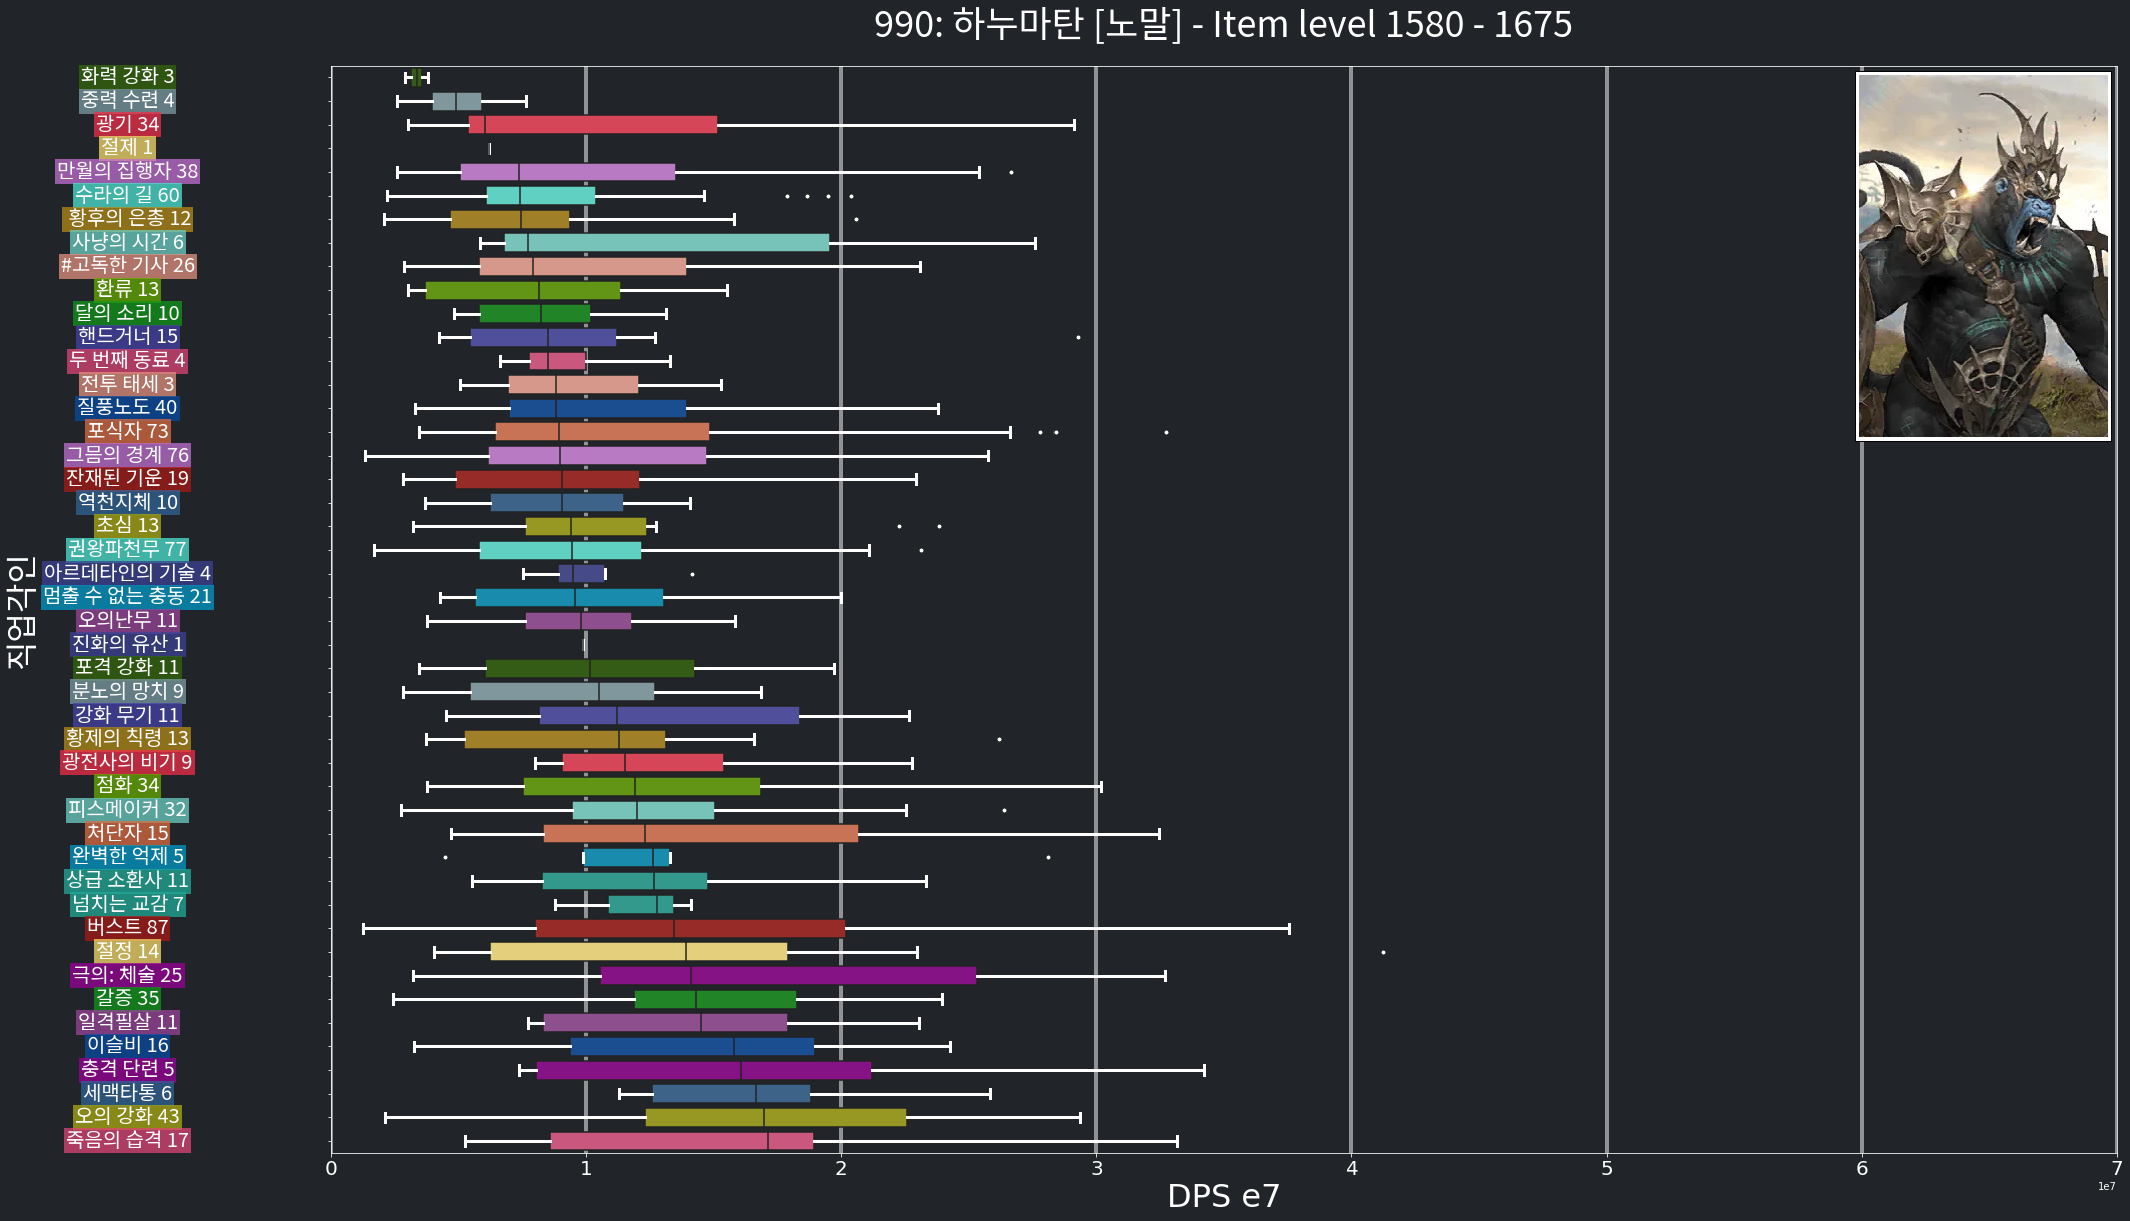 990: 하누마탄 [노말] - Item level 1580 - 1675
직업각인
화력 강화 3
중력 수련 4
광기 34
절제 1
만월의 집행자 38
수라의 길 60
황후의 은총 12
사냥의 시간 6
#고독한 기사 26
환류 13
달의 소리 10
핸드거너 15
두 번째 동료 4
전투 태세 3
질풍노도 40
포식자 73
그믐의 경계 76
잔재된 기운 19
역천지체 10
초심 13
권왕파천무 77
아르데타인의 기술 4
멈출 수 없는 충동 21
오의난무 11
진화의 유산 1
포격 강화 11
분노의 망치 9
강화 무기 11
황제의 칙령 13
광전사의 비기 9
점화 34
피스메이커 32
처단자 15
완벽한 억제 5
상급 소환사 11
넘치는 교감 7
버스트 87
절정 14
극의: 체술 25
갈증 35
일격필살 11
이슬비 16
충격 단련 5
세맥타통 6
오의 강화 43
죽음의 습격 17
0 1 2 3 4 5 6 7
1e7
DPS e7